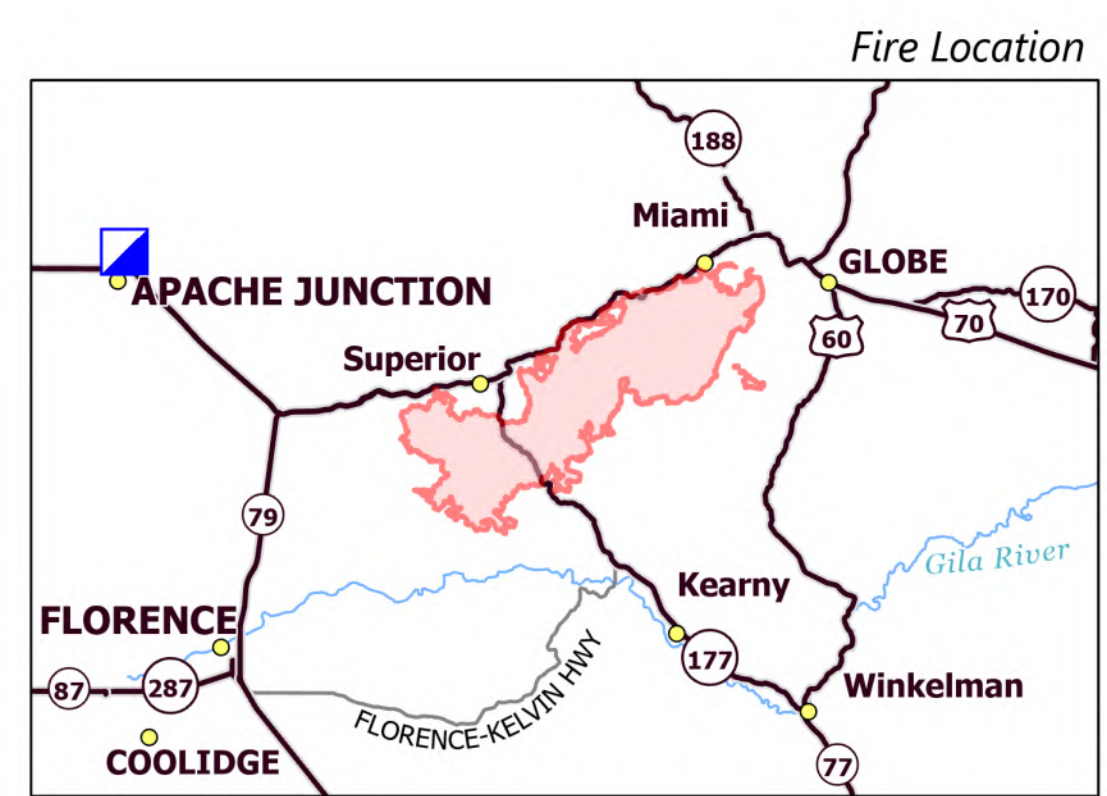 Fire Location
188
Miami
GLOBE
APACHE JUNCTION
170
70
60
Superior
79
Gila River
Kearny
FLORENCE
177
87
287
Winkelman
FLORENCE-KELVIN HWY
COOLIDGE
77